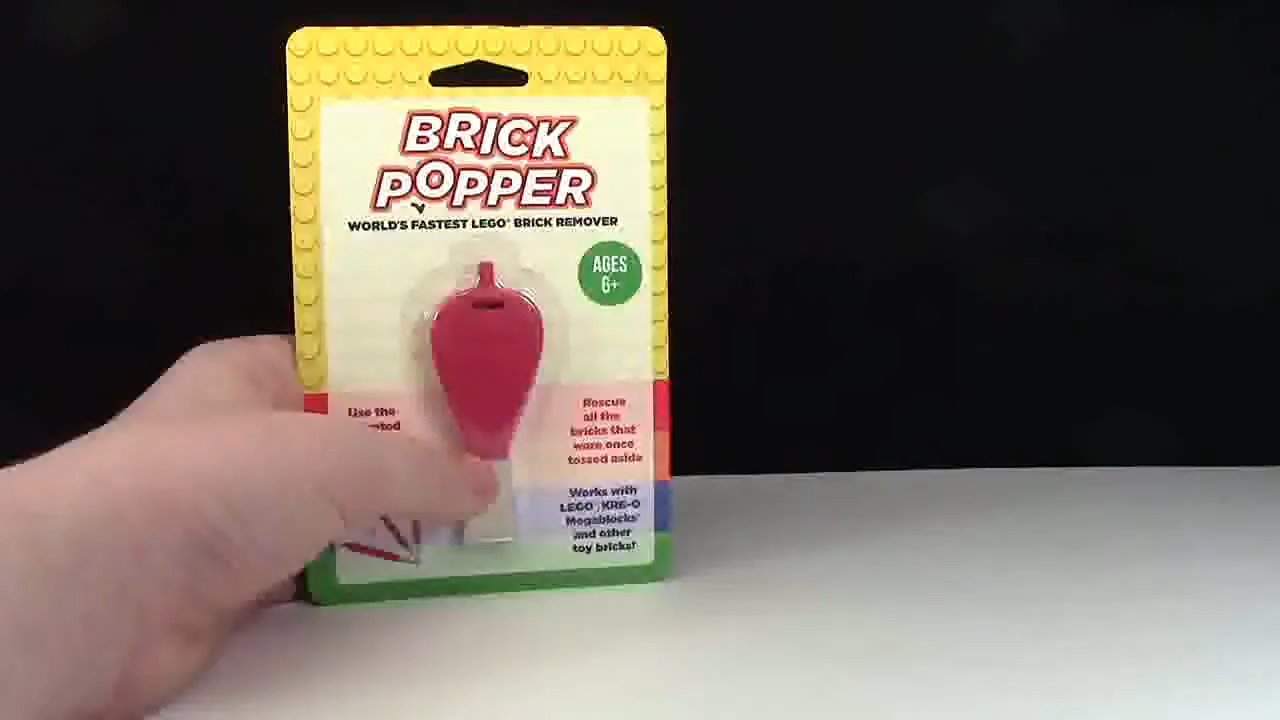 BRICK
POPPER
WORLD'S FASTEST LEGO® BRICK REMOVER
AGES
6+
Use the
Rescue
all the
bricks that
were once
tossed aside
Works with
LEGO, KRE-O
Megablocks
and other
toy bricks!